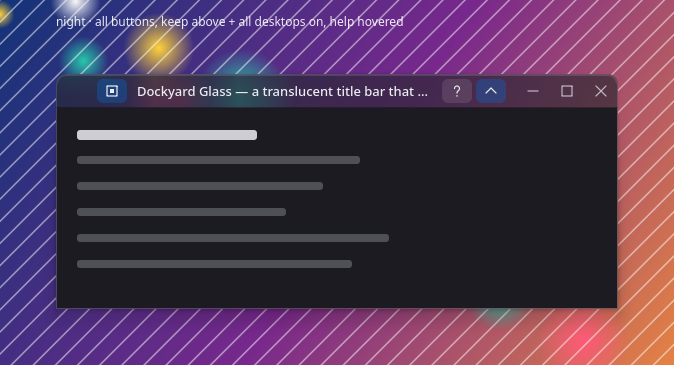 night · all buttons, keep above + all desktops on, help hovered
Dockyard Glass — a translucent title bar that ...
?